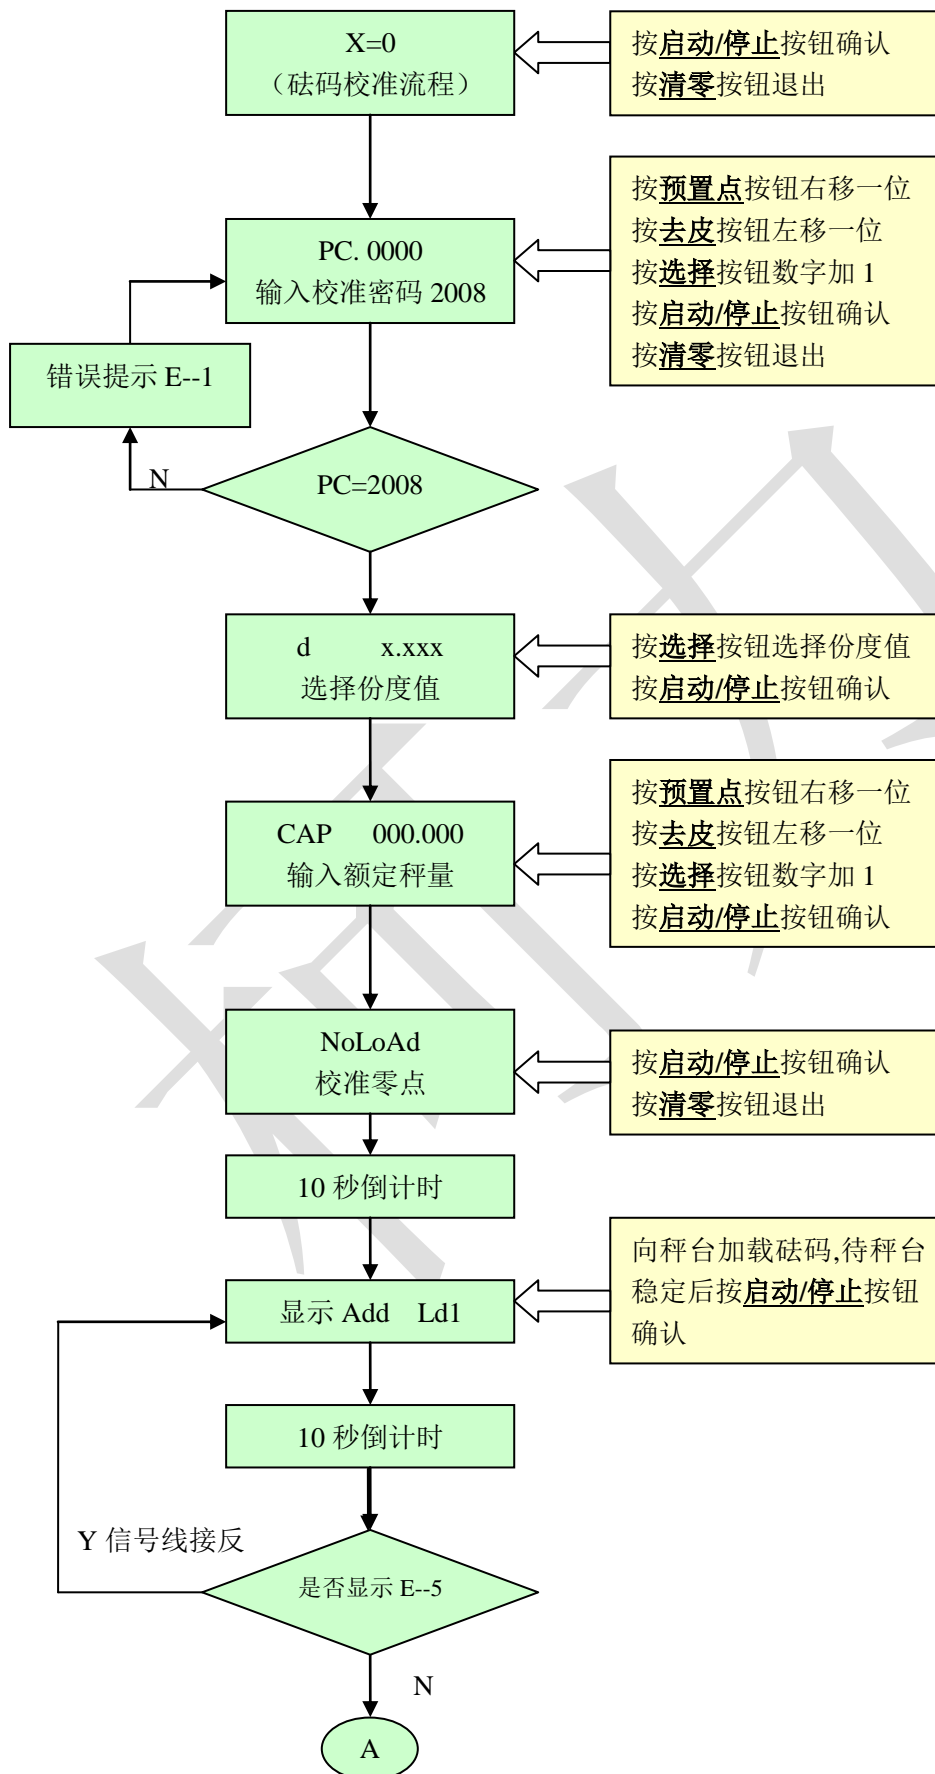 X=0
（砝码校准流程）
按启动/停止按钮确认
按清零按钮退出
PC. 0000
输入校准密码 2008
按预置点按钮右移一位
按去皮按钮左移一位
按选择按钮数字加 1
按启动/停止按钮确认
按清零按钮退出
错误提示 E--1
N
PC=2008
d x.xxx
选择份度值
按选择按钮选择份度值
按启动/停止按钮确认
CAP 000.000
输入额定秤量
按预置点按钮右移一位
按去皮按钮左移一位
按选择按钮数字加 1
按启动/停止按钮确认
NoLoAd
校准零点
按启动/停止按钮确认
按清零按钮退出
10 秒倒计时
显示 Add Ld1
向秤台加载砝码,待秤台
稳定后按启动/停止按钮
确认
10 秒倒计时
Y 信号线接反
是否显示 E--5
N
A